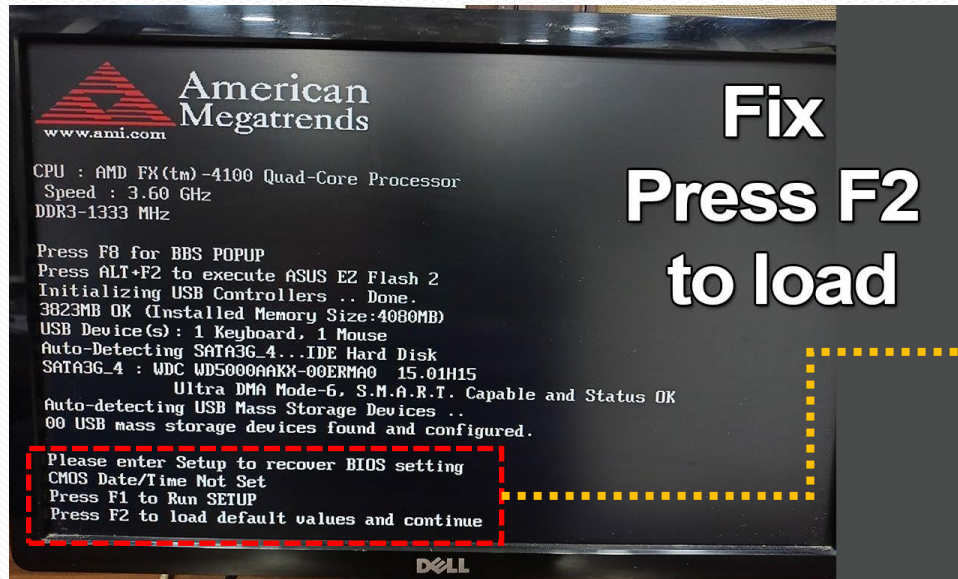 American
Megatrends
www.ami.com
CPU : AMD FX(tm)-4100 Quad-Core Processor
Speed : 3.60 GHz
DDR3-1333 MHz
Press F8 for BBS POPUP
Press ALT+F2 to execute ASUS EZ Flash 2
Initializing USB Controllers .. Done.
3823MB OK (Installed Memory Size:4080MB)
USB Device(s): 1 Keyboard, 1 Mouse
Auto-Detecting SATA3G_4...IDE Hard Disk
SATA3G_4 : WDC WD5000AAKX-00ERMA0 15.01H15
Ultra DMA Mode-6, S.M.A.R.T. Capable and Status OK
Auto-detecting USB Mass Storage Devices ..
00 USB mass storage devices found and configured.
Please enter Setup to recover BIOS setting
CMOS Date/Time Not Set
Press F1 to Run SETUP
Press F2 to load default values and continue
DELL
Fix
Press F2
to load